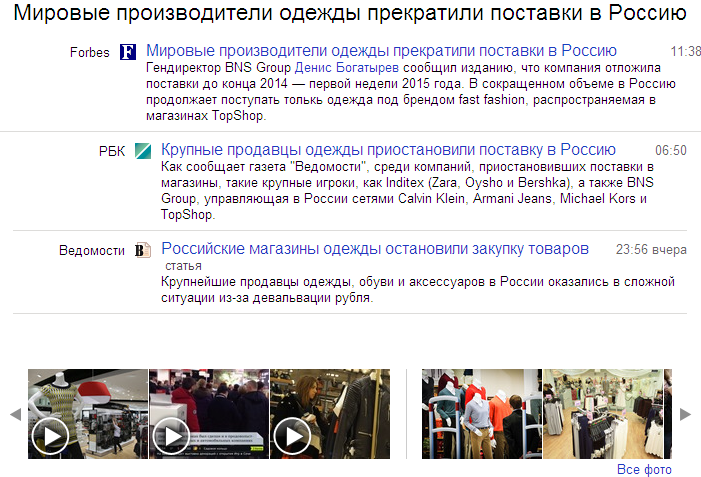 Мировые производители одежды прекратили поставки в Россию
Forbes F Мировые производители одежды прекратили поставки в Россию 11:38
Гендиректор BNS Group Денис Богатырев сообщил изданию, что компания отложила
поставки до конца 2014 — первой недели 2015 года. В сокращенном объеме в Россию
продолжает поступать только одежда под брендом fast fashion, распространяемая в
магазинах TopShop.
РБК Крупные продавцы одежды приостановили поставку в Россию 06:50
Как сообщает газета "Ведомости", среди компаний, приостановивших поставки в
магазины, такие крупные игроки, как Inditex (Zara, Oysho и Bershka), а также BNS
Group, управляющая в России сетями Calvin Klein, Armani Jeans, Michael Kors и
TopShop.
Ведомости В Российские магазины одежды остановили закупку товаров 23:56 вчера
статья
Крупнейшие продавцы одежды, обуви и аксессуаров в России оказались в сложной
ситуации из-за девальвации рубля.
Все фото